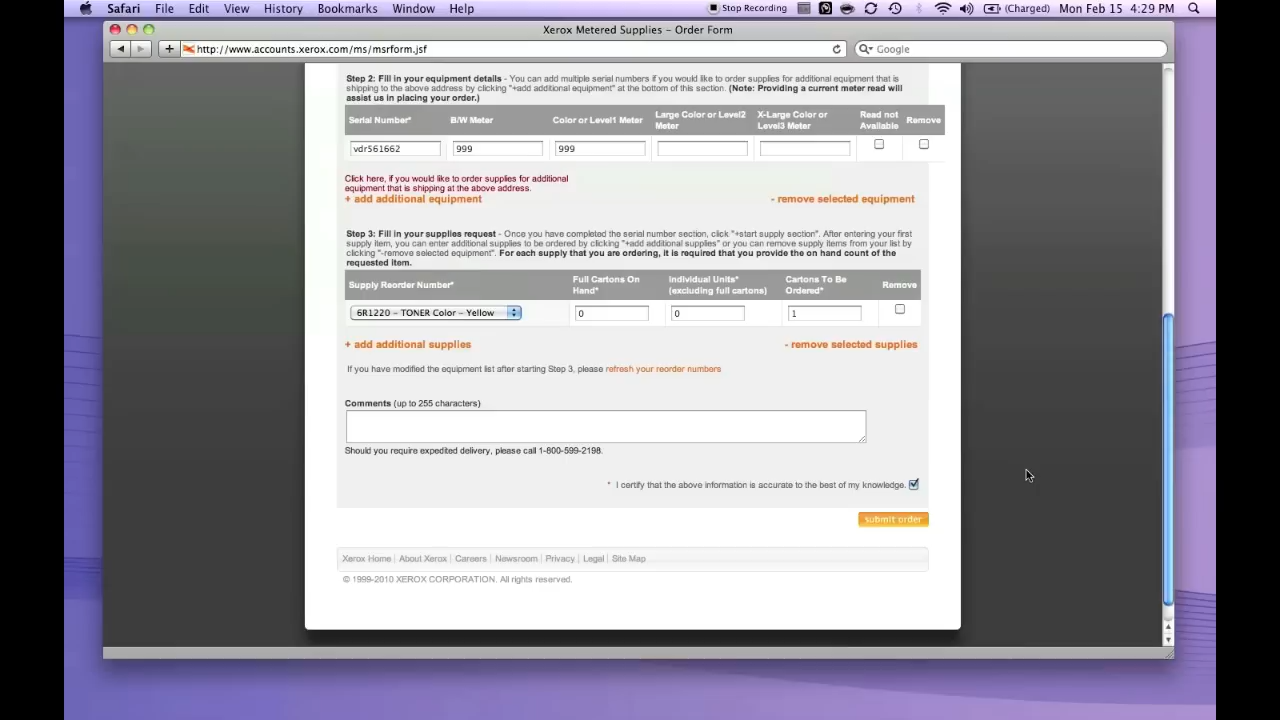 Safari File Edit View History Bookmarks Window Help Stop Recording (Charged) Mon Feb 15 4:29 PM
Xerox Metered Supplies – Order Form
http://www.accounts.xerox.com/ms/msrform.jsf Google
Step 2: Fill in your equipment details - You can add multiple serial numbers if you would like to order supplies for additional equipment that is
shipping to the above address by clicking "+add additional equipment" at the bottom of this section. (Note: Providing a current meter read will
assist us in placing your order.)
Serial Number* B/W Meter Color or Level1 Meter Large Color or Level2 Meter X-Large Color or Level3 Meter Read not Available Remove
vdr561662 999 999
Click here, if you would like to order supplies for additional
equipment that is shipping at the above address.
+ add additional equipment - remove selected equipment
Step 3: Fill in your supplies request - Once you have completed the serial number section, click "+start supply section". After entering your first
supply item, you can enter additional supplies to be ordered by clicking "+add additional supplies" or you can remove supply items from your list by
clicking "-remove selected equipment". For each supply that you are ordering, it is required that you provide the on hand count of the
requested item.
Supply Reorder Number* Full Cartons On Hand* Individual Units* (excluding full cartons) Cartons To Be Ordered* Remove
6R1220 – TONER Color – Yellow 0 0 1
+ add additional supplies - remove selected supplies
If you have modified the equipment list after starting Step 3, please refresh your reorder numbers
Comments (up to 255 characters)
Should you require expedited delivery, please call 1-800-599-2198.
* I certify that the above information is accurate to the best of my knowledge.
submit order
Xerox Home | About Xerox | Careers | Newsroom | Privacy | Legal | Site Map
© 1999-2010 XEROX CORPORATION. All rights reserved.